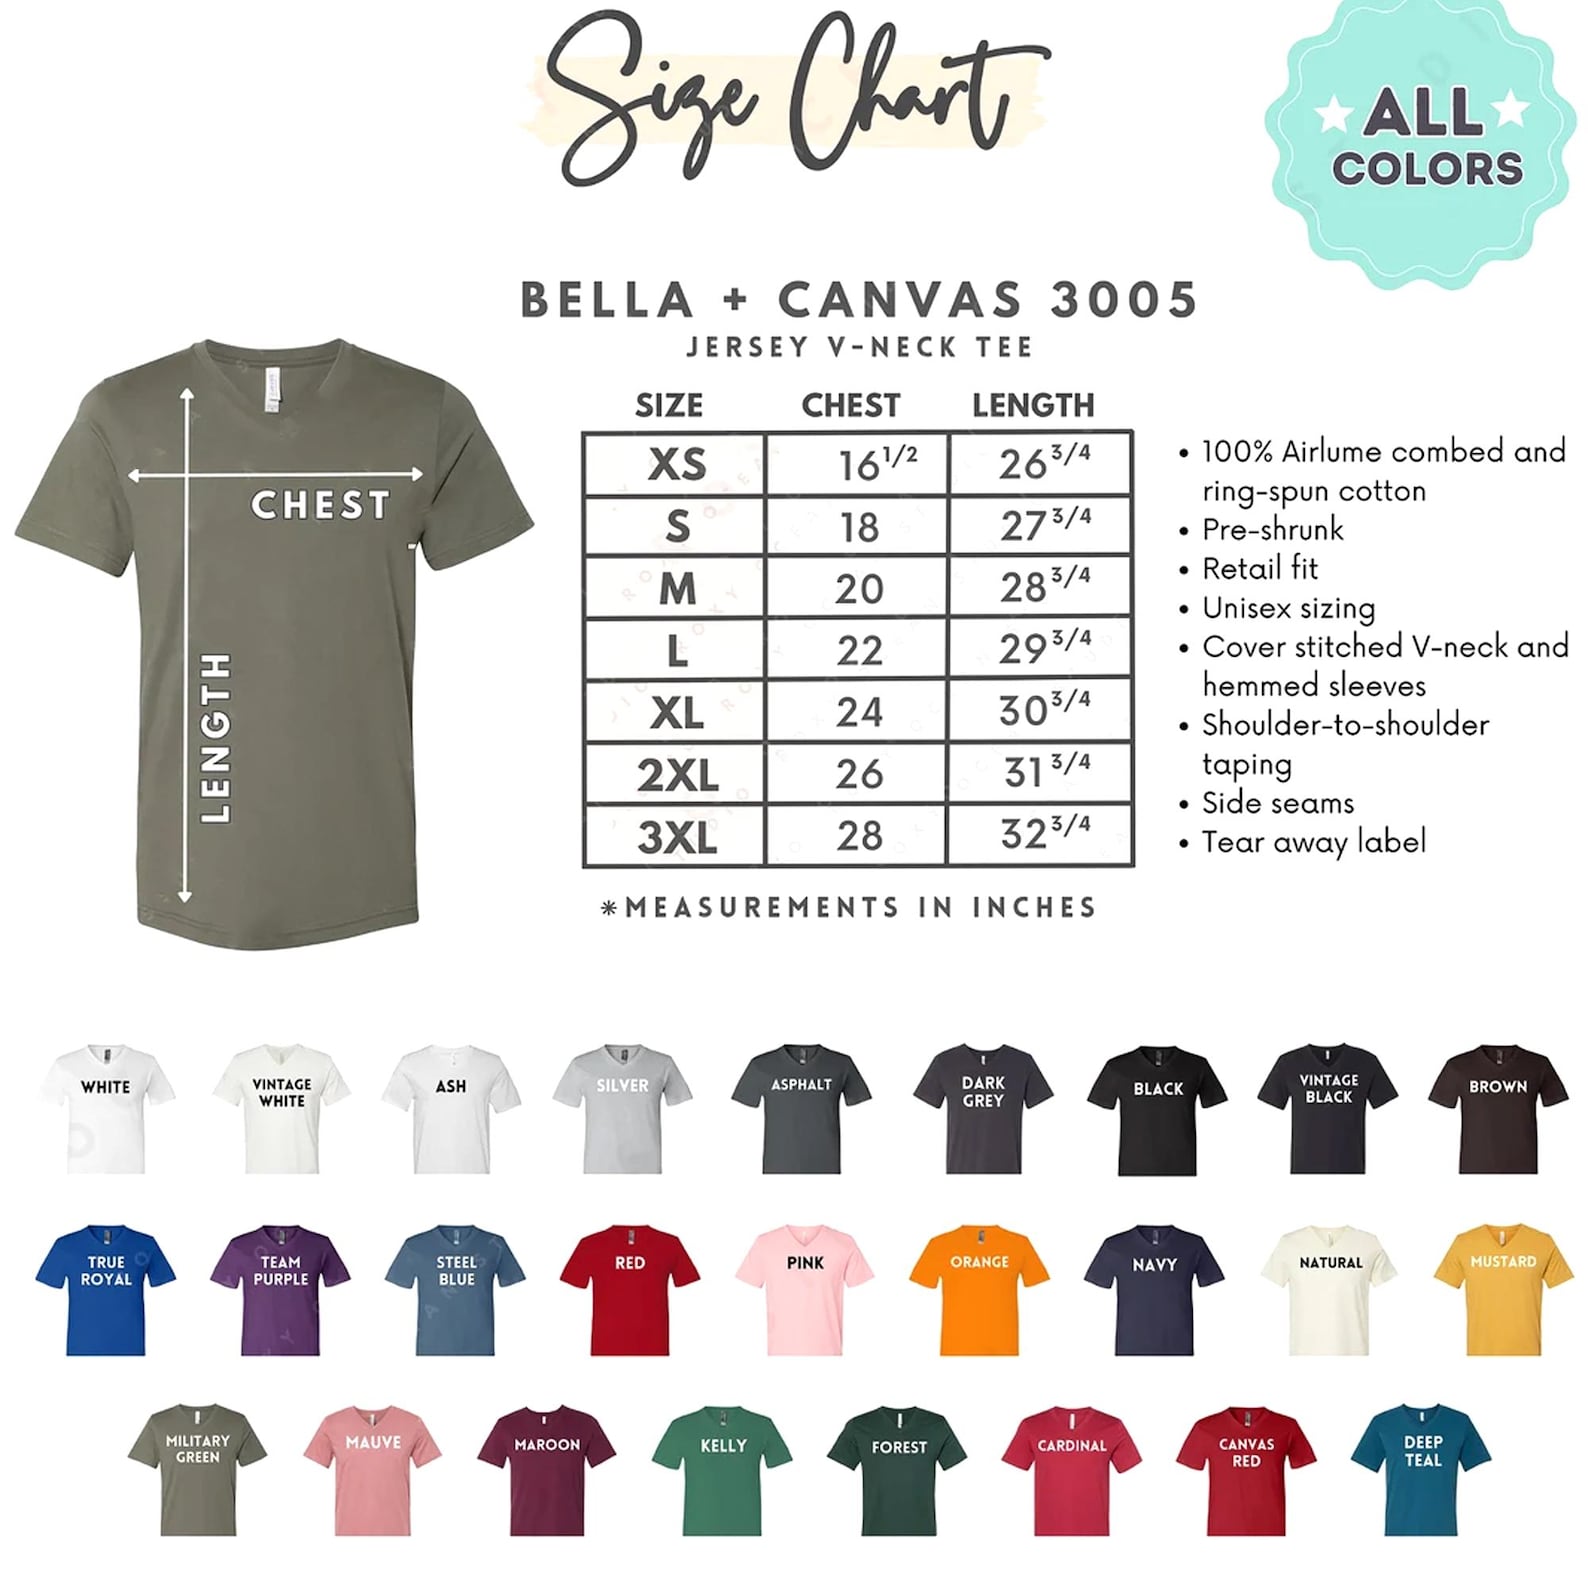 Size Chart
ALL
COLORS
BELLA + CANVAS 3005
JERSEY V-NECK TEE
SIZE CHEST LENGTH
XS 16 1/2 26 3/4
S 18 27 3/4
M 20 28 3/4
L 22 29 3/4
XL 24 30 3/4
2XL 26 31 3/4
3XL 28 32 3/4
*MEASUREMENTS IN INCHES
CHEST
LENGTH
• 100% Airlume combed and
ring-spun cotton
• Pre-shrunk
• Retail fit
• Unisex sizing
• Cover stitched V-neck and
hemmed sleeves
• Shoulder-to-shoulder
taping
• Side seams
• Tear away label
WHITE
VINTAGE
WHITE
ASH
SILVER
ASPHALT
DARK
GREY
BLACK
VINTAGE
BLACK
BROWN
TRUE
ROYAL
TEAM
PURPLE
STEEL
BLUE
RED
PINK
ORANGE
NAVY
NATURAL
MUSTARD
MILITARY
GREEN
MAUVE
MAROON
KELLY
FOREST
CARDINAL
CANVAS
RED
DEEP
TEAL